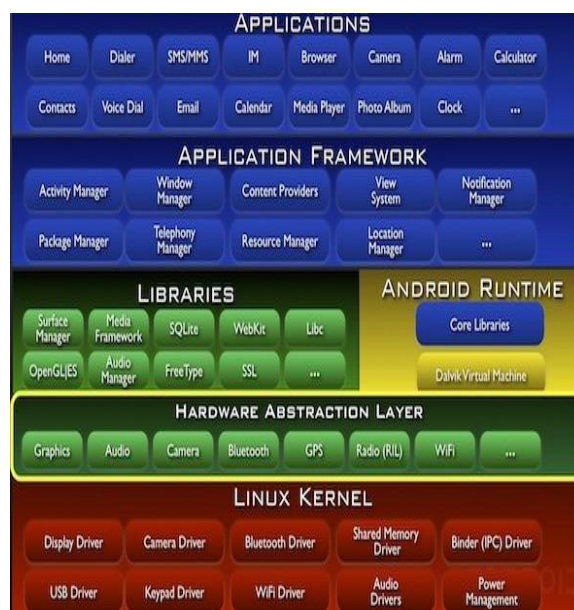 APPLICATIONS
Home Dialer SMS/MMS IM Browser Camera Alarm Calculator
Contacts Voice Dial Email Calendar Media Player Photo Album Clock ...
APPLICATION FRAMEWORK
Activity Manager Window Manager Content Providers View System Notification Manager
Package Manager Telephony Manager Resource Manager Location Manager ...
LIBRARIES
Surface Manager Media Framework SQLite WebKit Libc
OpenGL|ES Audio Manager FreeType SSL ...
ANDROID RUNTIME
Core Libraries
Dalvik Virtual Machine
HARDWARE ABSTRACTION LAYER
Graphics Audio Camera Bluetooth GPS Radio (RIL) WiFi ...
LINUX KERNEL
Display Driver Camera Driver Bluetooth Driver Shared Memory Driver Binder (IPC) Driver
USB Driver Keypad Driver WiFi Driver Audio Drivers Power Management